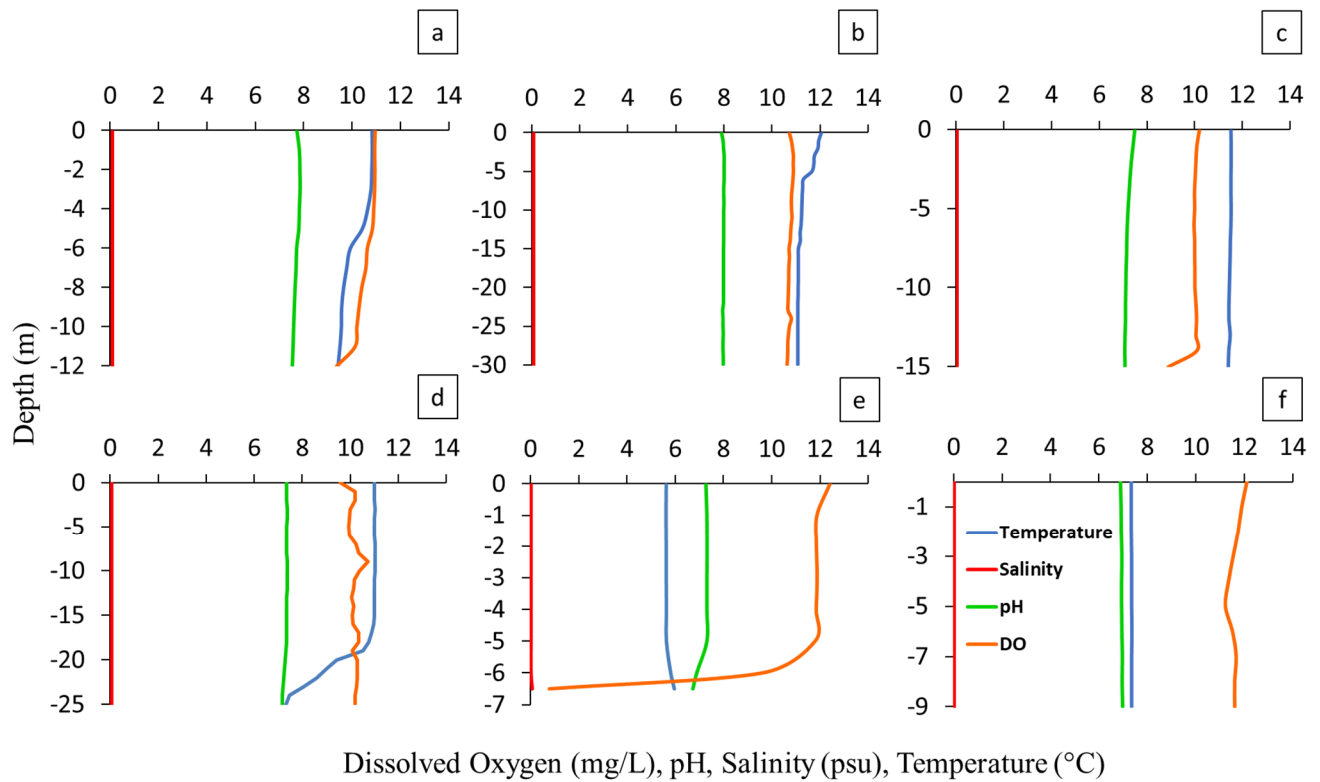 a
b
c
0 2 4 6 8 10 12 14
0 2 4 6 8 10 12 14
0 2 4 6 8 10 12 14
0
-2
-4
-6
-8
-10
-12
0
-5
-10
-15
-20
-25
-30
0
-5
-10
-15
Depth (m)
d
e
f
0 2 4 6 8 10 12 14
0 2 4 6 8 10 12 14
0 2 4 6 8 10 12 14
0
-5
-10
-15
-20
-25
0
-1
-2
-3
-4
-5
-6
-7
-1
-3
-5
-7
-9
Temperature
Salinity
pH
DO
Dissolved Oxygen (mg/L), pH, Salinity (psu), Temperature (°C)